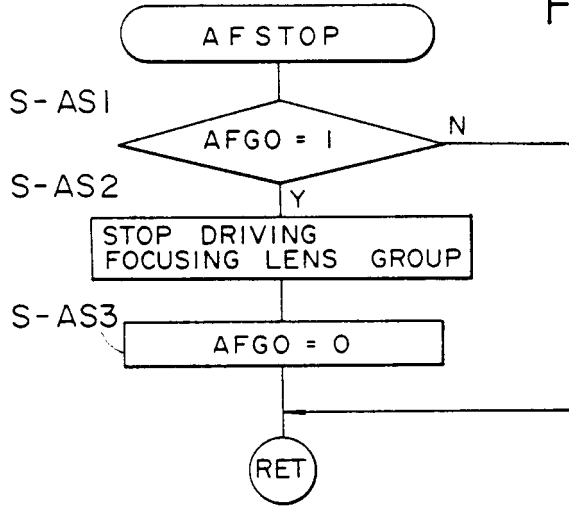 F
AFSTOP
S-AS1
AFGO = 1
N
S-AS2
Y
STOP DRIVING
FOCUSING LENS GROUP
S-AS3
AFGO = 0
RET